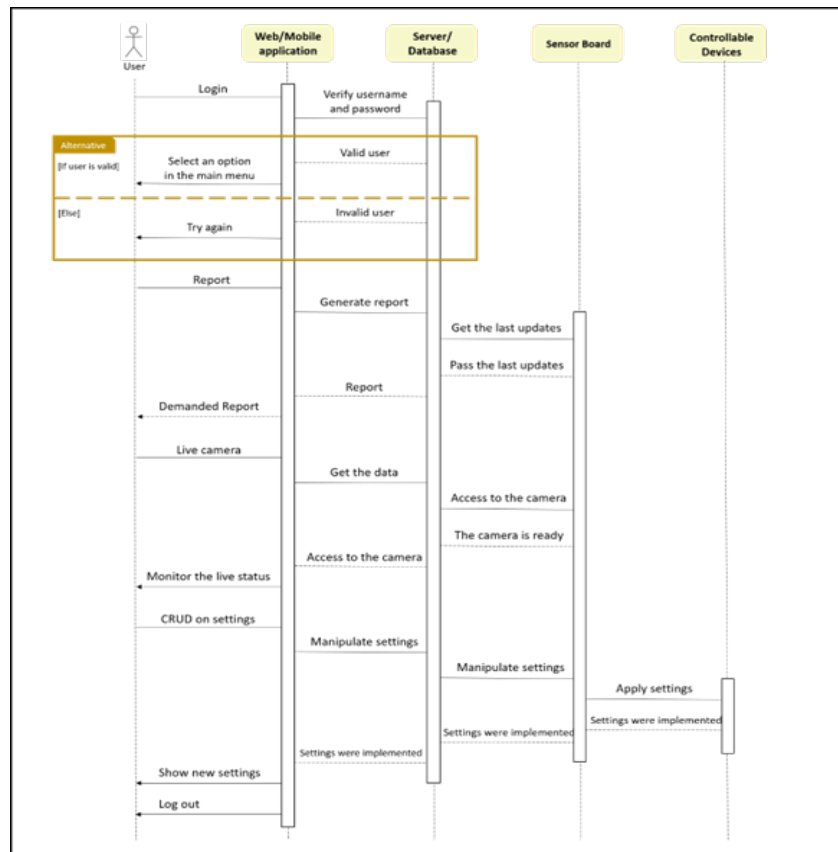 Web/Mobile
application
Server/
Database
Sensor Board
Controllable
Devices
User
Login
Verify username
and password
Alternative
[If user is valid]
Select an option
in the main menu
Valid user
[Else]
Invalid user
Try again
Report
Generate report
Get the last updates
Pass the last updates
Report
Demanded Report
Live camera
Get the data
Access to the camera
The camera is ready
Access to the camera
Monitor the live status
CRUD on settings
Manipulate settings
Manipulate settings
Apply settings
Settings were implemented
Settings were implemented
Settings were implemented
Show new settings
Log out